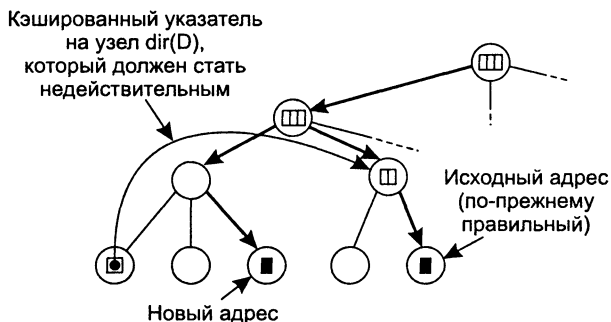 Кэшированный указатель
на узел dir(D),
который должен стать
недействительным
Исходный адрес
(по-прежнему
правильный)
Новый адрес